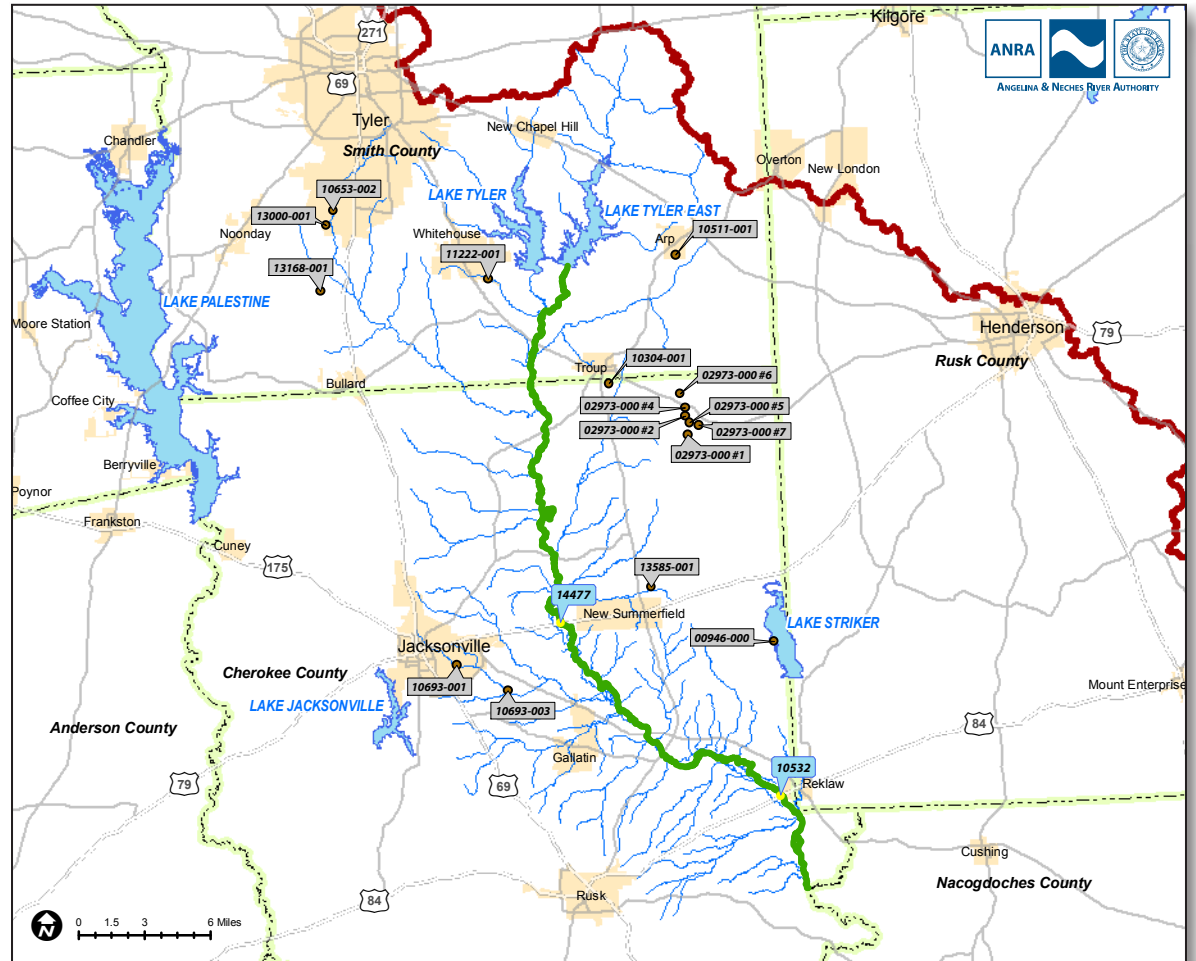 Kilgore
271
ANRA
THE STATE OF TEXAS
ANGELINA & NECHES RIVER AUTHORITY
69
Tyler
New Chapel Hill
Chandler
Smith County
Overton
New London
10653-002
LAKE TYLER
LAKE TYLER EAST
13000-001
Noonday
Whitehouse
Arp
10511-001
11222-001
13168-001
LAKE PALESTINE
Moore Station
Henderson
79
Rusk County
10304-001
Troup
02973-000 #6
Bullard
Coffee City
02973-000 #4
02973-000 #5
02973-000 #2
02973-000 #7
02973-000 #1
Berryville
Poynor
Frankston
Cuney
175
13585-001
14477
New Summerfield
LAKE STRIKER
00946-000
Jacksonville
Cherokee County
10693-001
Mount Enterprise
LAKE JACKSONVILLE
10693-003
84
Anderson County
Gallatin
10532
79
69
Reklaw
Cushing
Nacogdoches County
Rusk
84
N
0 1.5 3 6 Miles